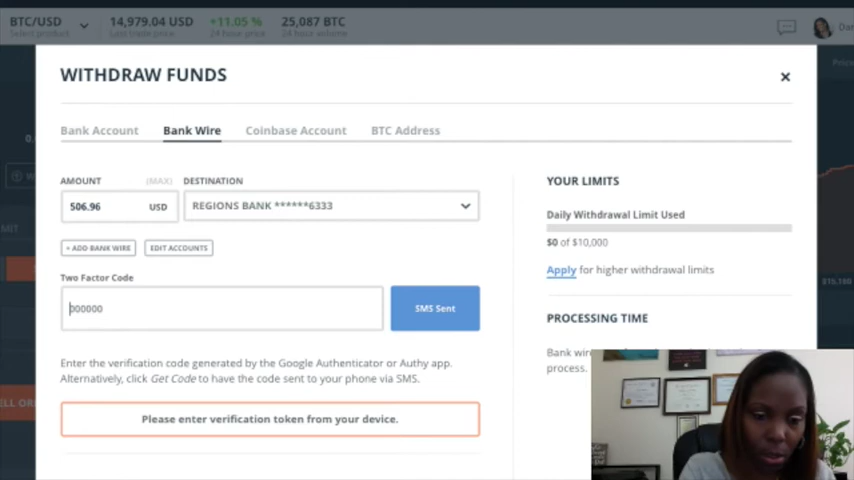 BTC/USD
Select product
14,979.04 USD
Last trade price
+11.05 %
24 hour price
25,087 BTC
24 hour volume
WITHDRAW FUNDS
Bank Account
Bank Wire
Coinbase Account
BTC Address
AMOUNT
(MAX)
DESTINATION
506.96
USD
REGIONS BANK ******6333
+ ADD BANK WIRE
EDIT ACCOUNTS
Two Factor Code
000000
SMS Sent
Enter the verification code generated by the Google Authenticator or Authy app.
Alternatively, click Get Code to have the code sent to your phone via SMS.
Please enter verification token from your device.
YOUR LIMITS
Daily Withdrawal Limit Used
$0 of $10,000
Apply for higher withdrawal limits
PROCESSING TIME
Bank
process.